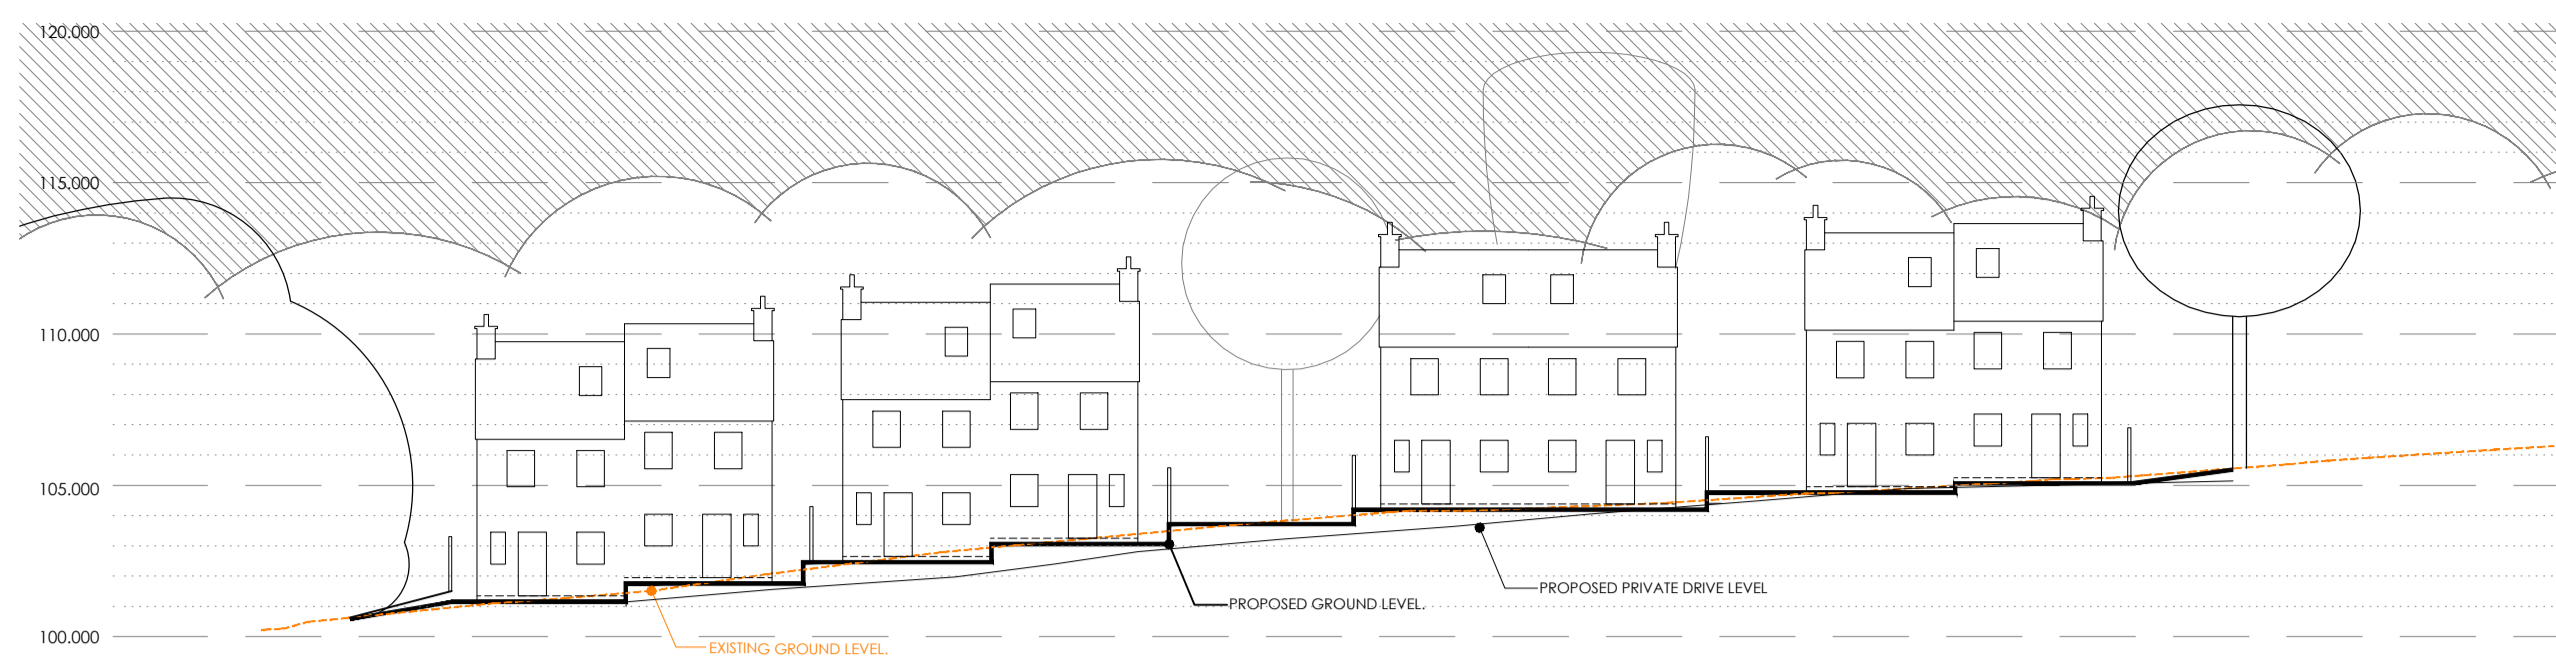 120.000
115.000
110.000
105.000
100.000
PROPOSED PRIVATE DRIVE LEVEL
PROPOSED GROUND LEVEL.
EXISTING GROUND LEVEL.